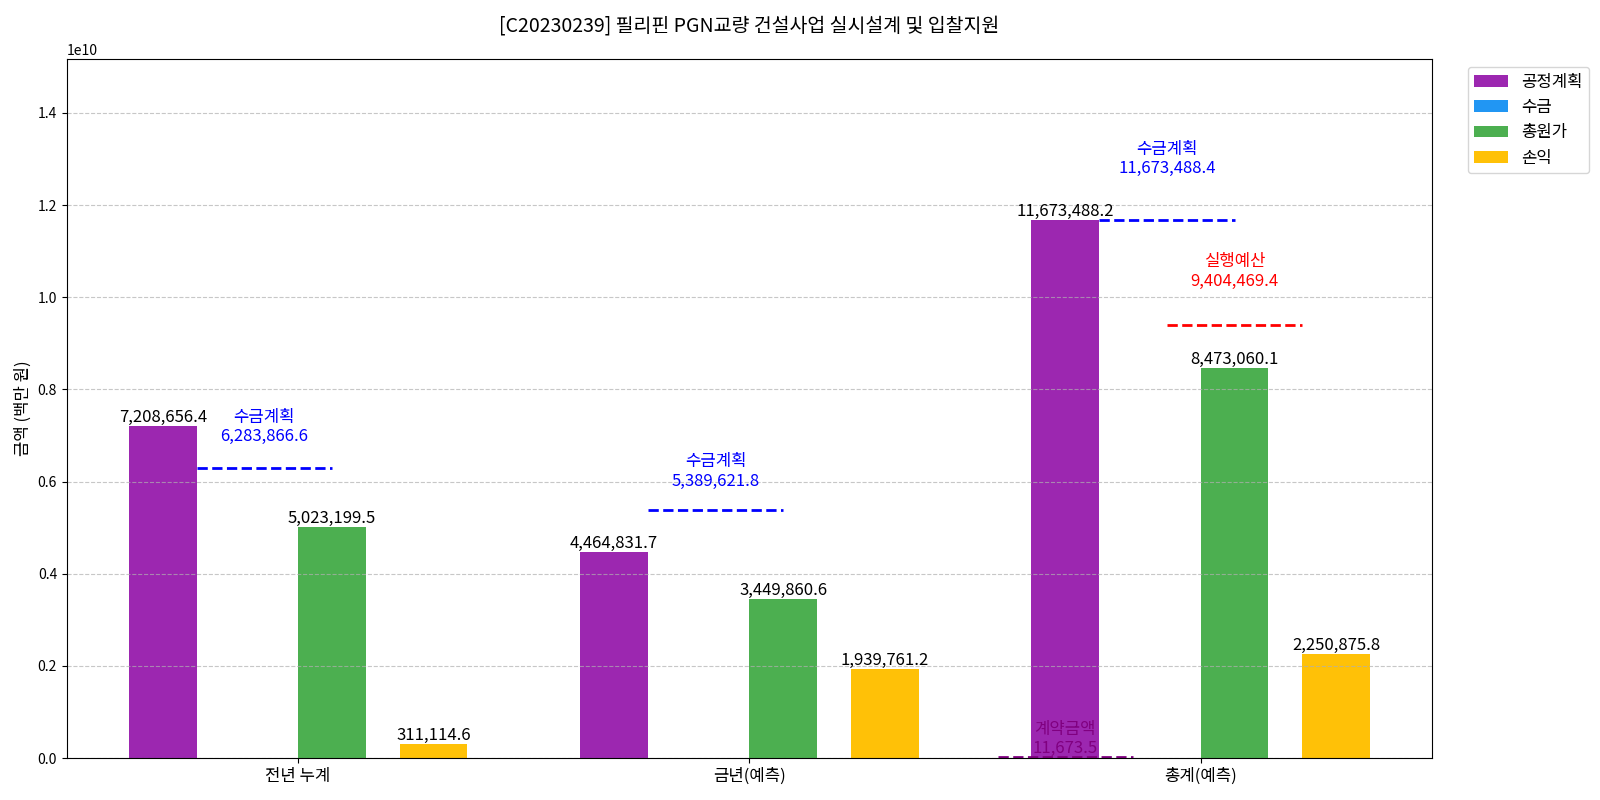 [C20230239] 필리핀 PGN교량 건설사업 실시설계 및 입찰지원
1e10
공정계획
수금
총원가
손익
금액 (백만 원)
1.4
1.2
1.0
0.8
0.6
0.4
0.2
0.0
7,208,656.4
수금계획
6,283,866.6
5,023,199.5
311,114.6
4,464,831.7
수금계획
5,389,621.8
3,449,860.6
1,939,761.2
수금계획
11,673,488.4
11,673,488.2
실행예산
9,404,469.4
8,473,060.1
2,250,875.8
계약금액
11,673.5
전년 누계
금년(예측)
총계(예측)